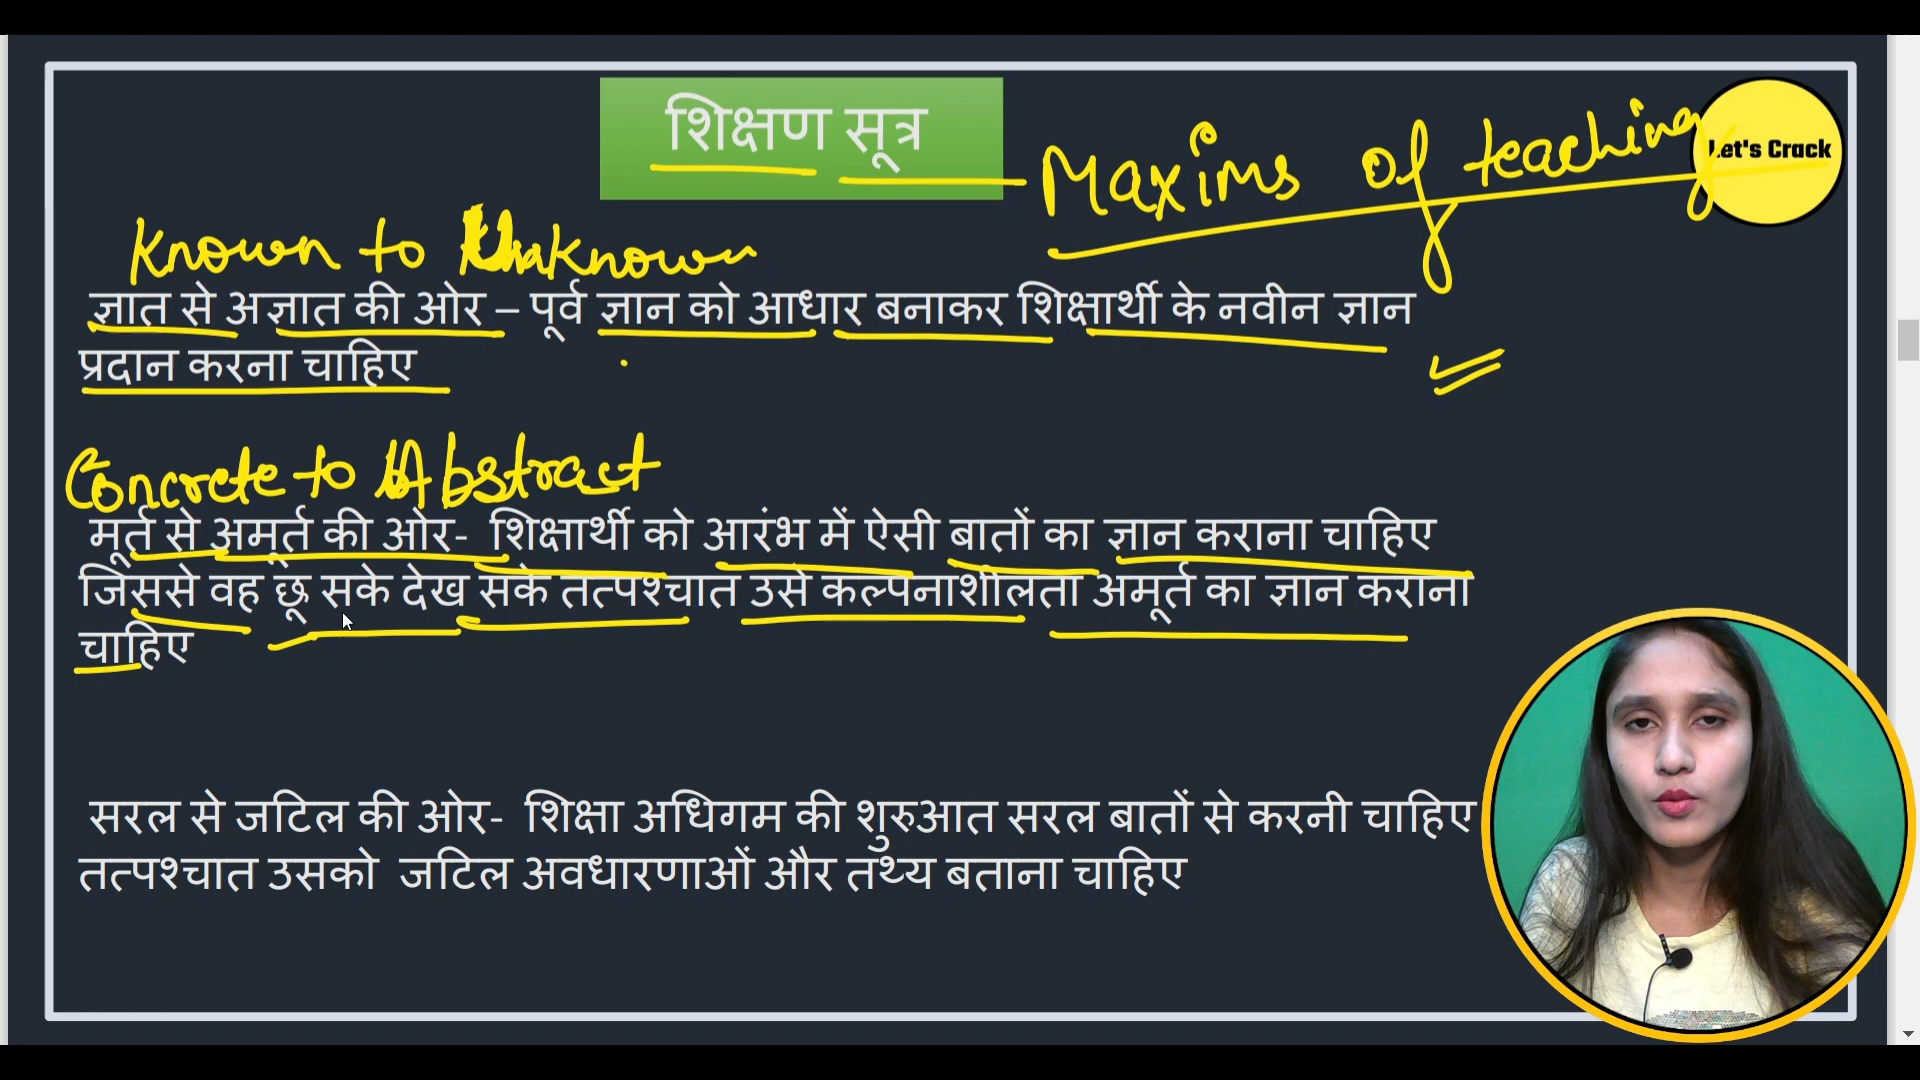 शिक्षण सूत्र
Maxims of teaching
Let's Crack
Known to Unknown
ज्ञात से अज्ञात की ओर – पूर्व ज्ञान को आधार बनाकर शिक्षार्थी के नवीन ज्ञान
प्रदान करना चाहिए
Concrete to Abstract
मूर्त से अमूर्त की ओर- शिक्षार्थी को आरंभ में ऐसी बातों का ज्ञान कराना चाहिए
जिससे वह छू सके देख सके तत्पश्चात उसे कल्पनाशीलता अमूर्त का ज्ञान कराना
चाहिए
सरल से जटिल की ओर- शिक्षा अधिगम की शुरुआत सरल बातों से करनी चाहिए
तत्पश्चात उसको जटिल अवधारणाओं और तथ्य बताना चाहिए